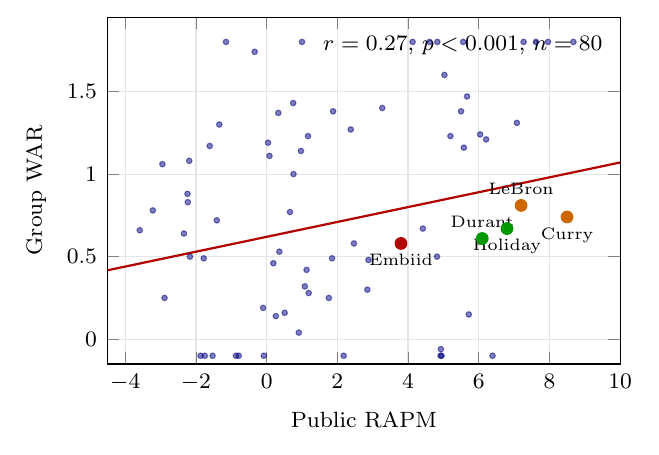 r = 0.27, p < 0.001, n = 80
1.5
1
0.5
0
Group WAR
LeBron
Durant
Curry
Holiday
Embiid
−4 −2 0 2 4 6 8 10
Public RAPM